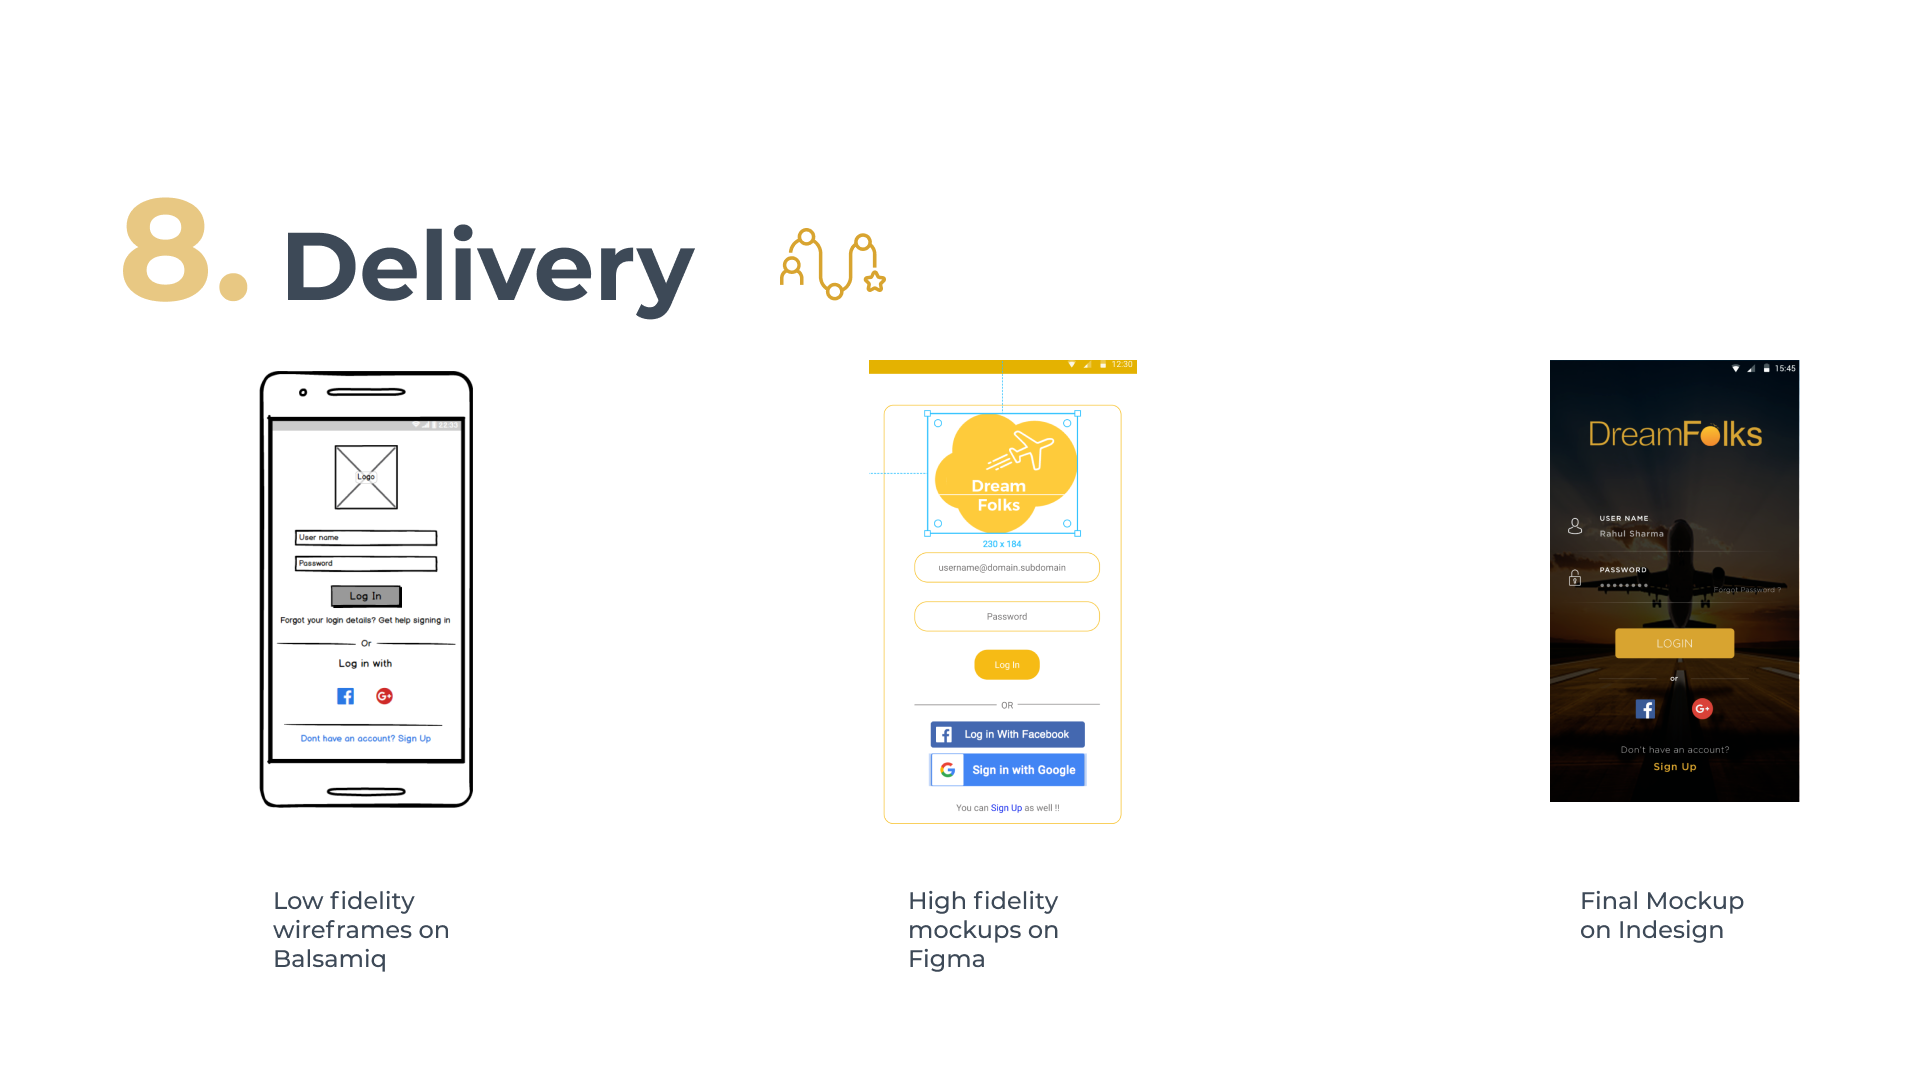 8. Delivery
22:33
Logo
User name
Password
Log In
Forgot your login details? Get help signing in
Or
Log in with
G+
Dont have an account? Sign Up
12:30
Dream
Folks
230 x 184
username@domain.subdomain
Password
Log In
OR
Log in With Facebook
Sign in with Google
You can Sign Up as well !!
15:45
DreamFolks
USER NAME
Rahul Sharma
PASSWORD
Forgot Password ?
LOGIN
or
G+
Don't have an account?
Sign Up
Low fidelity
wireframes on
Balsamiq
High fidelity
mockups on
Figma
Final Mockup
on Indesign